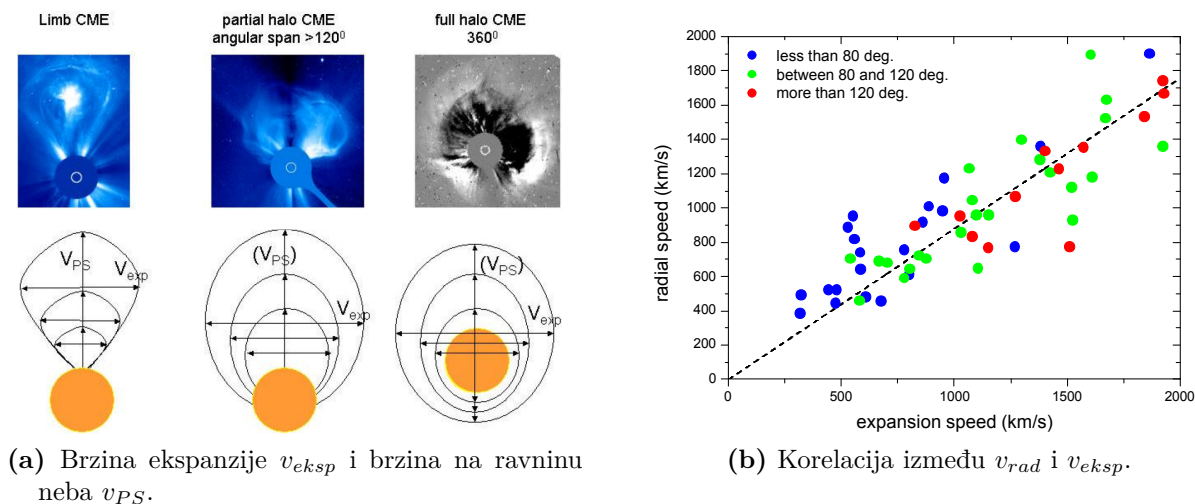 Limb CME
partial halo CME
angular span >120⁰
full halo CME
360⁰
V_PS
V_exp
(V_PS)
V_exp
(V_PS)
V_exp
(a) Brzina ekspanzije v_eksp i brzina na ravninu
neba v_PS.
2000
1800
1600
1400
1200
1000
800
600
400
200
0
radial speed (km/s)
less than 80 deg.
between 80 and 120 deg.
more than 120 deg.
0 500 1000 1500 2000
expansion speed (km/s)
(b) Korelacija između v_rad i v_eksp.